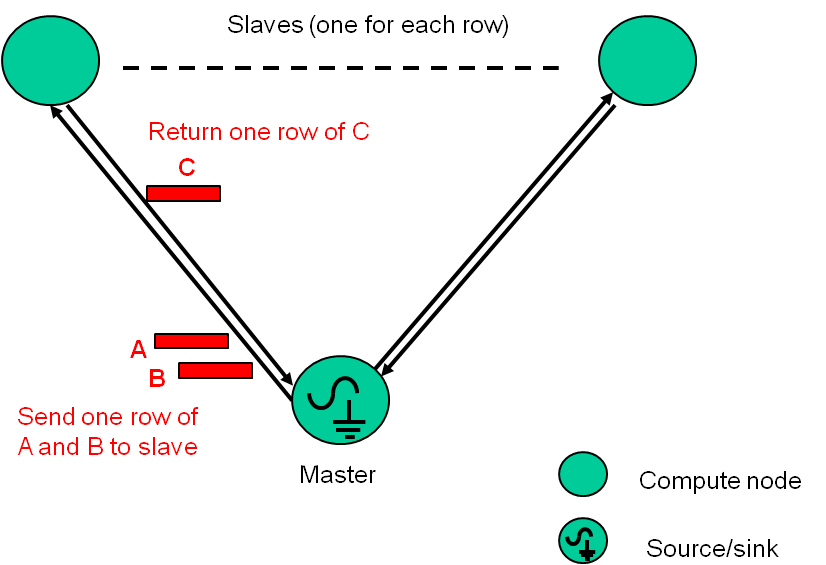 Slaves (one for each row)
Return one row of C
C
A
B
Send one row of
A and B to slave
Master
Compute node
Source/sink